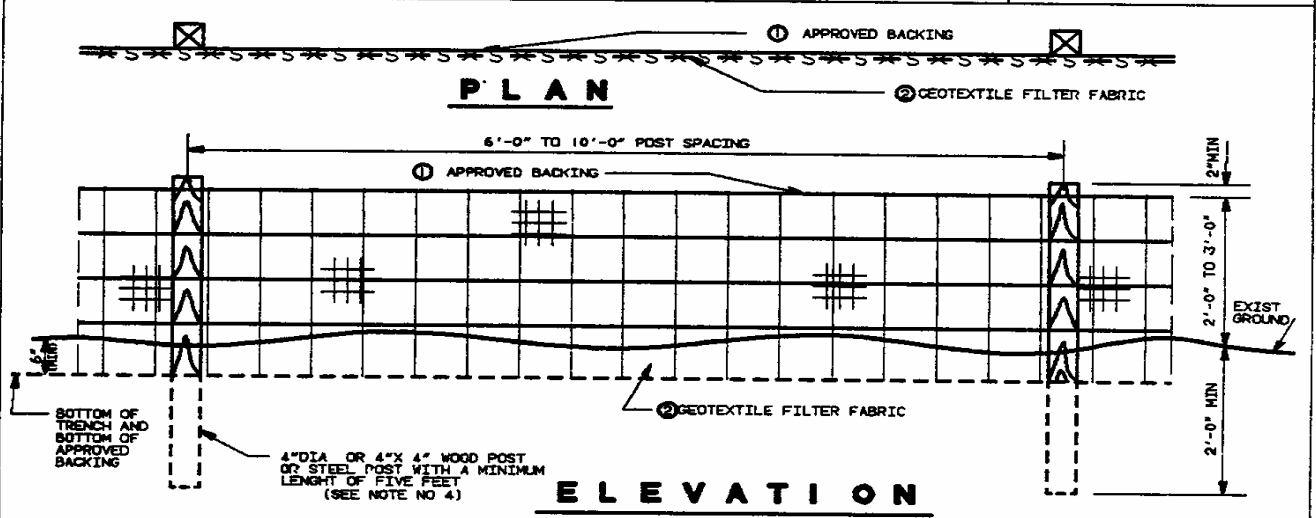 ① APPROVED BACKING
PLAN
② GEOTEXTILE FILTER FABRIC
6'-0" TO 10'-0" POST SPACING
① APPROVED BACKING
2"MIN
2'-0" TO 3'-0"
EXIST
GROUND
6"
(MIN)
② GEOTEXTILE FILTER FABRIC
2'-0" MIN
BOTTOM OF
TRENCH AND
BOTTOM OF
APPROVED
BACKING
4"DIA OR 4"X 4" WOOD POST
OR STEEL POST WITH A MINIMUM
LENGHT OF FIVE FEET
(SEE NOTE NO 4)
ELEVATION